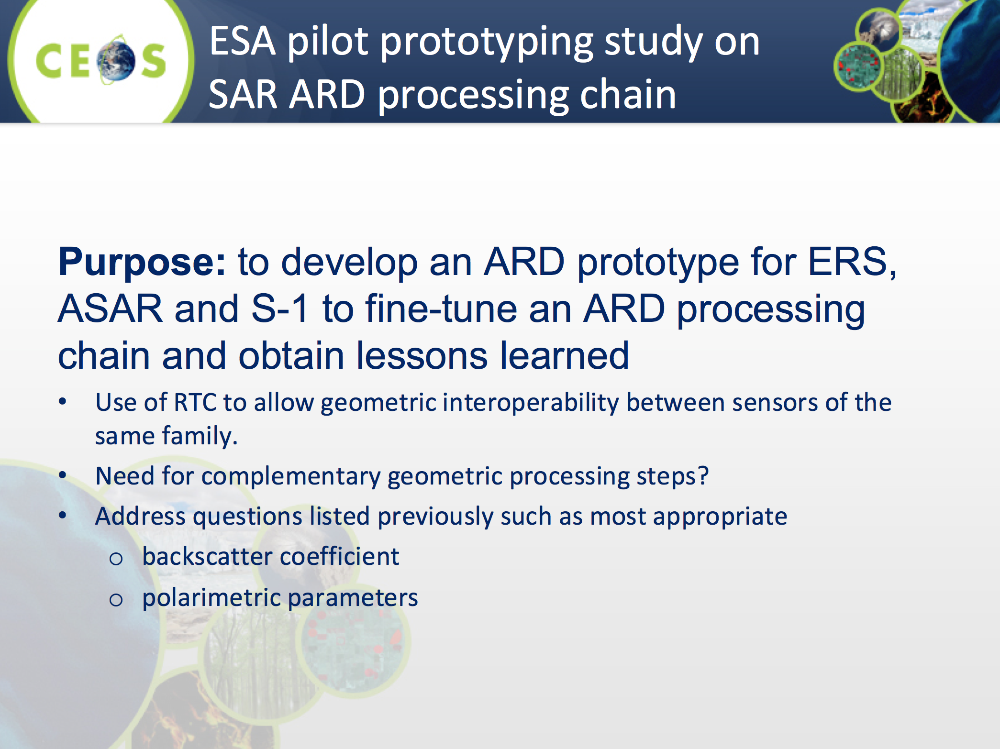 CEOS
ESA pilot prototyping study on
SAR ARD processing chain
Purpose: to develop an ARD prototype for ERS,
ASAR and S-1 to fine-tune an ARD processing
chain and obtain lessons learned
• Use of RTC to allow geometric interoperability between sensors of the
same family.
• Need for complementary geometric processing steps?
• Address questions listed previously such as most appropriate
o backscatter coefficient
o polarimetric parameters